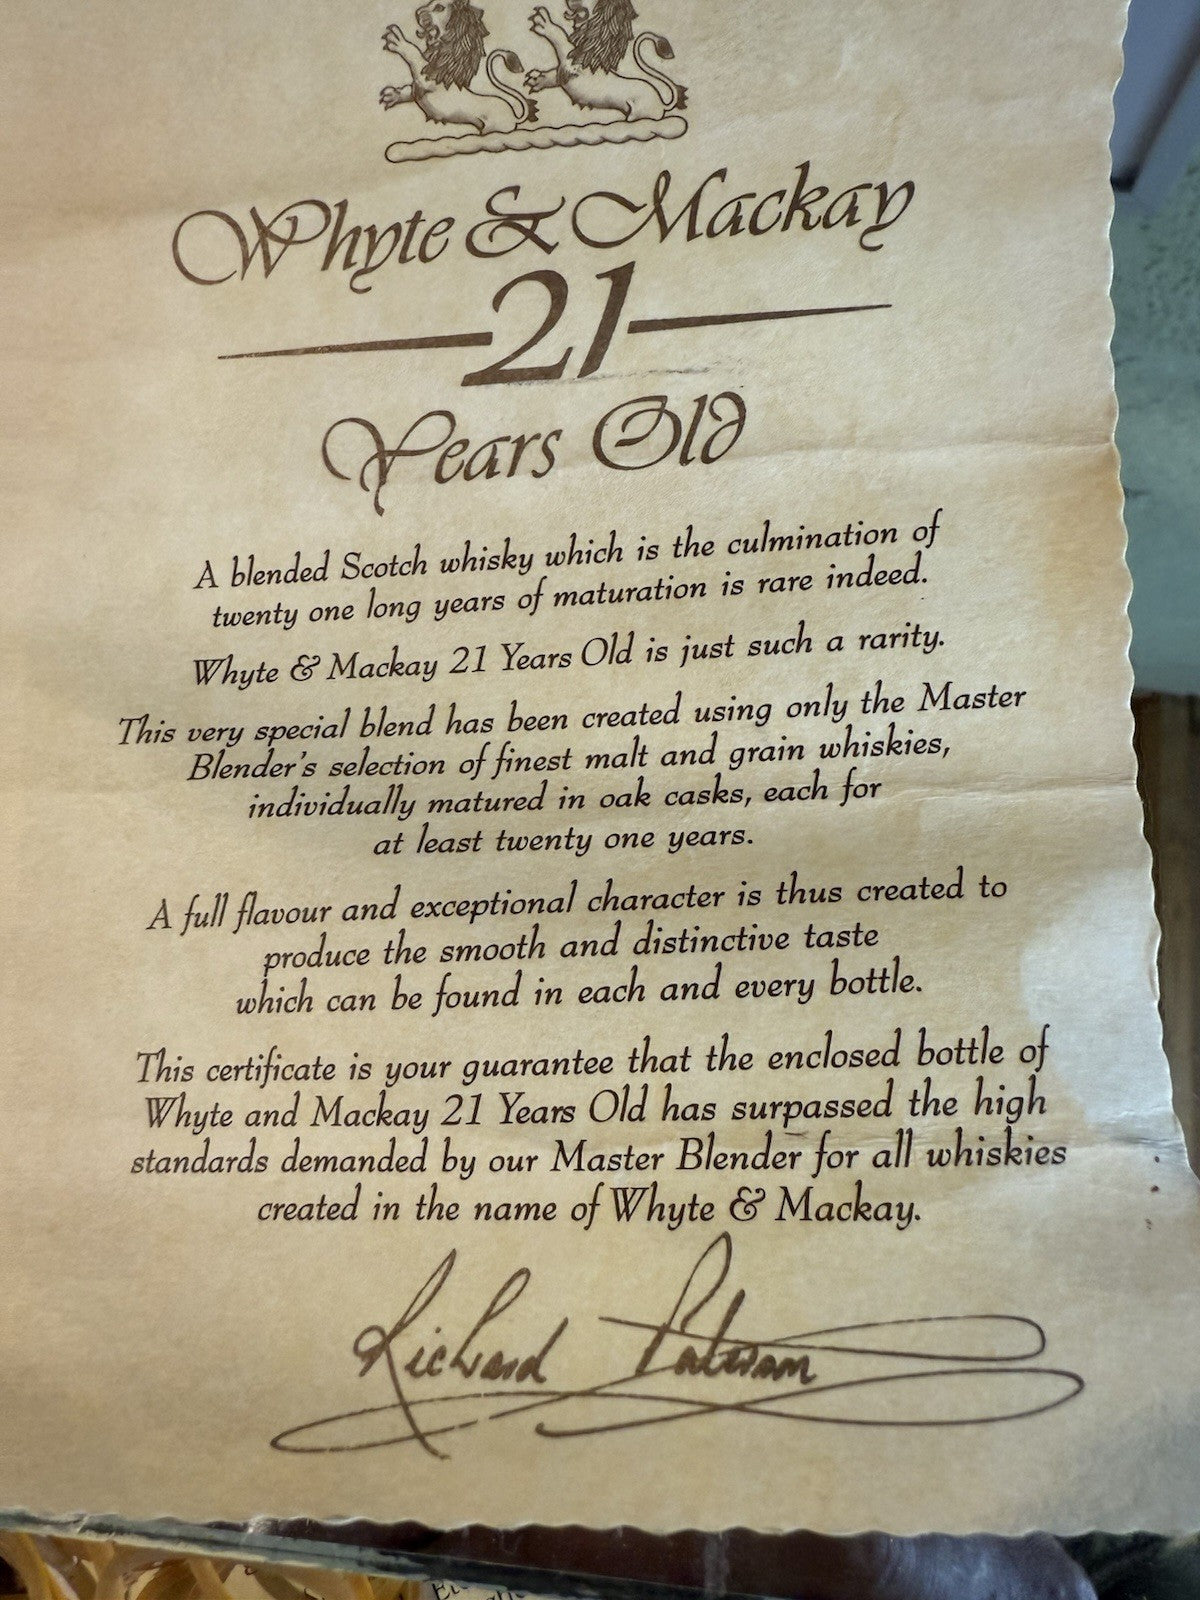 Whyte & Mackay
21
Years Old
A blended Scotch whisky which is the culmination of
twenty one long years of maturation is rare indeed.
Whyte & Mackay 21 Years Old is just such a rarity.
This very special blend has been created using only the Master
Blender's selection of finest malt and grain whiskies,
individually matured in oak casks, each for
at least twenty one years.
A full flavour and exceptional character is thus created to
produce the smooth and distinctive taste
which can be found in each and every bottle.
This certificate is your guarantee that the enclosed bottle of
Whyte and Mackay 21 Years Old has surpassed the high
standards demanded by our Master Blender for all whiskies
created in the name of Whyte & Mackay.
Richard